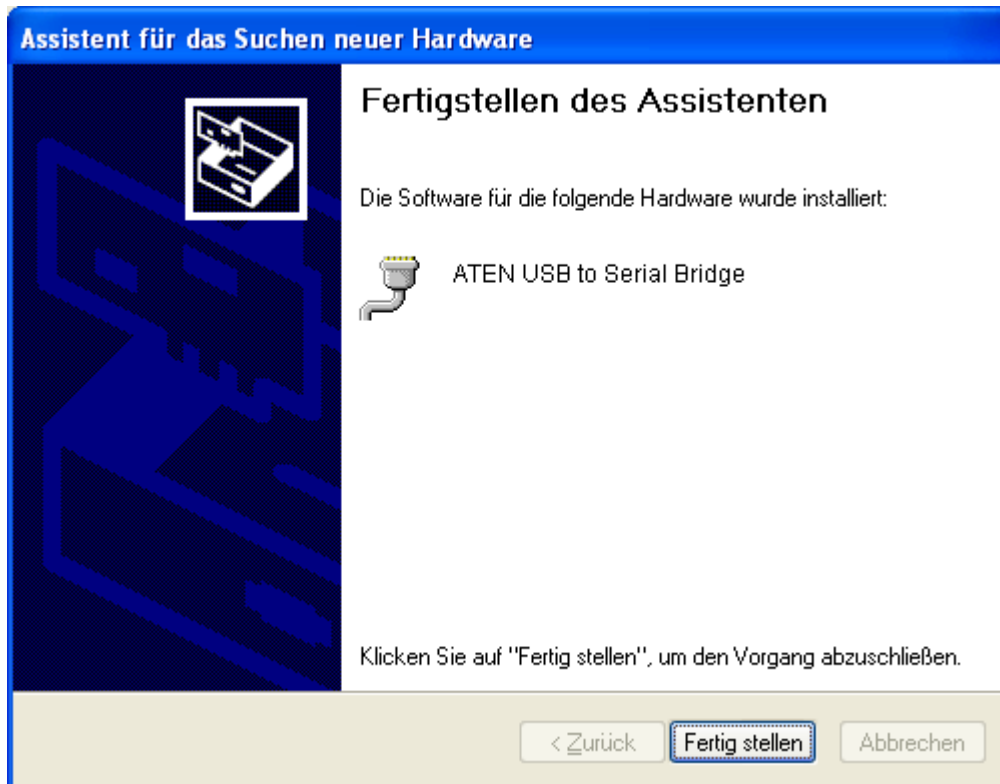 Assistent für das Suchen neuer Hardware
Fertigstellen des Assistenten
Die Software für die folgende Hardware wurde installiert:
ATEN USB to Serial Bridge
Klicken Sie auf "Fertig stellen", um den Vorgang abzuschließen.
< Zurück
Fertig stellen
Abbrechen